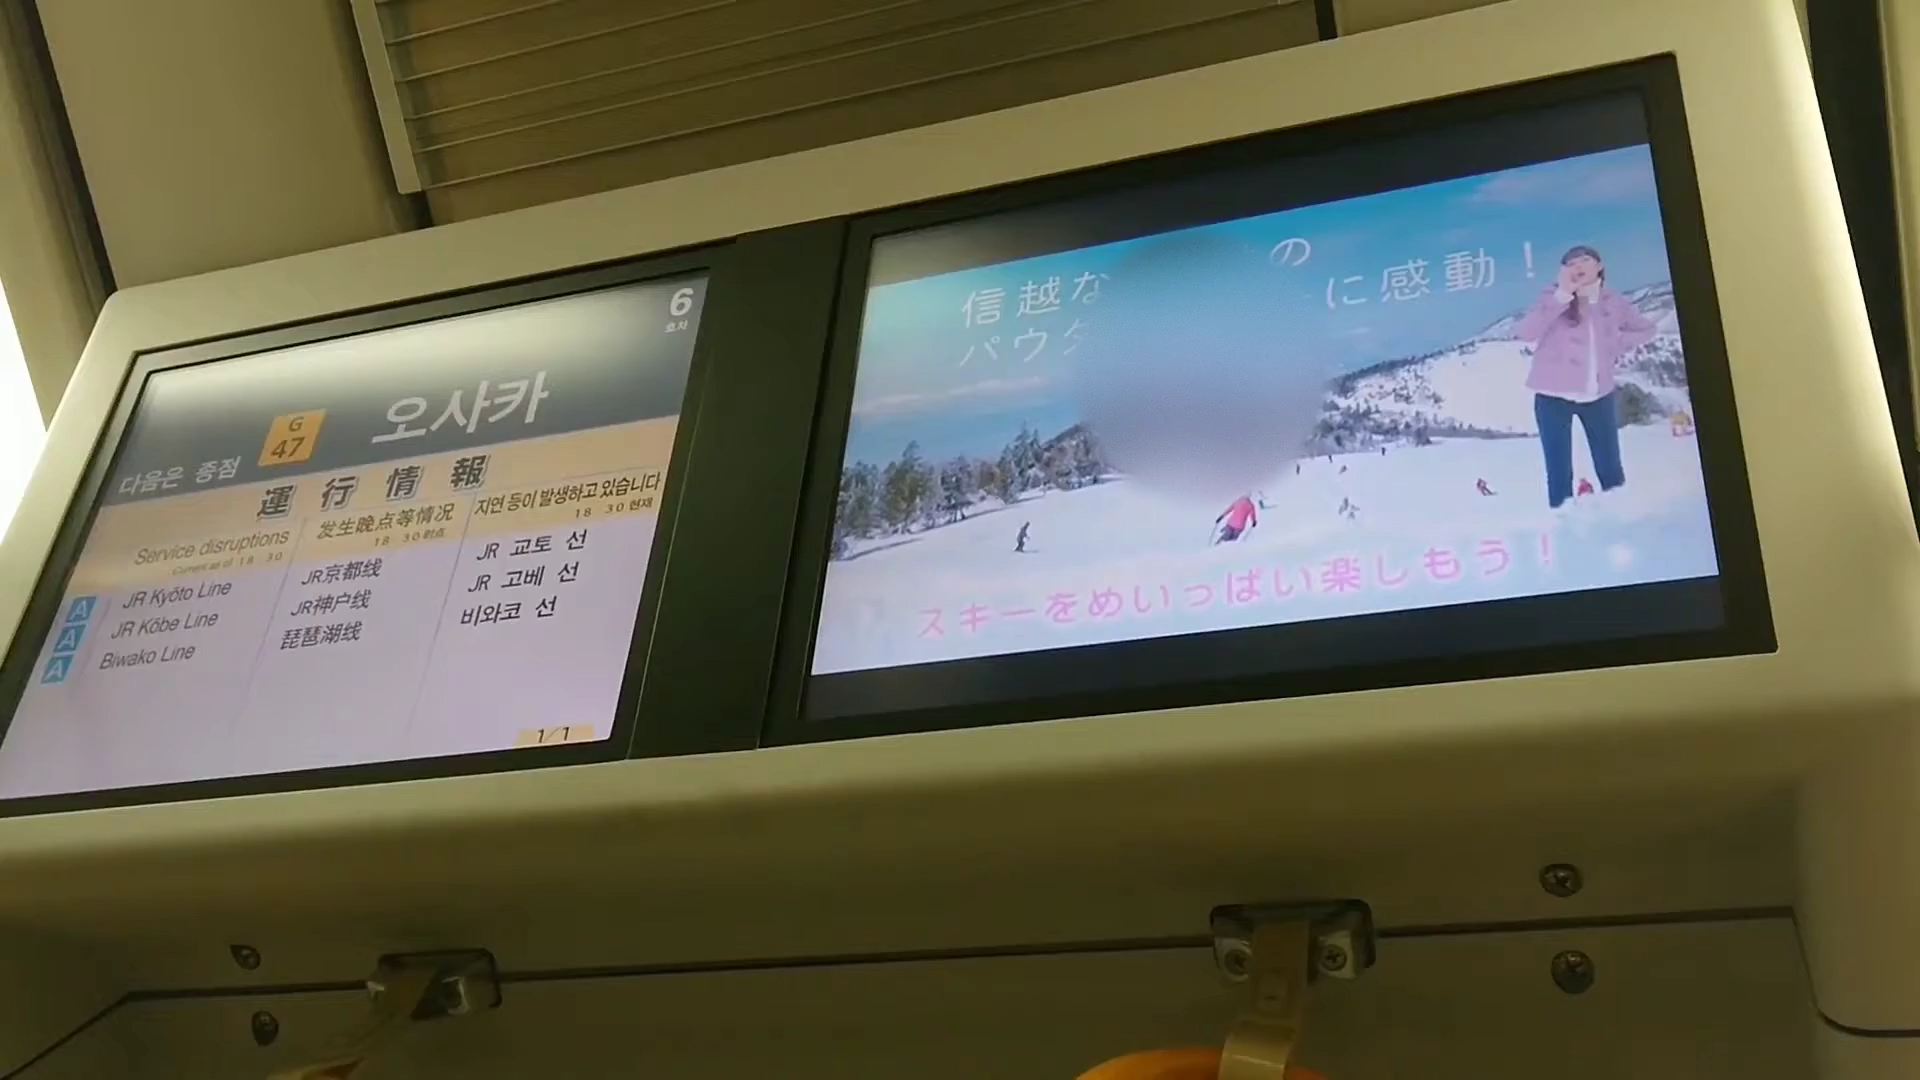 6
호차
G
47
오사카
다음은 종점
運行情報
Service disruptions
Current as of 18:30
发生晚点等情况
18:30时点
지연 등이 발생하고 있습니다
18:30 현재
A JR Kyōto Line JR京都线 JR 교토 선
A JR Kōbe Line JR神户线 JR 고베 선
A Biwako Line 琵琶湖线 비와코 선
1/1
信越な の
パウ に感動！
スキーをめいっぱい楽しもう！